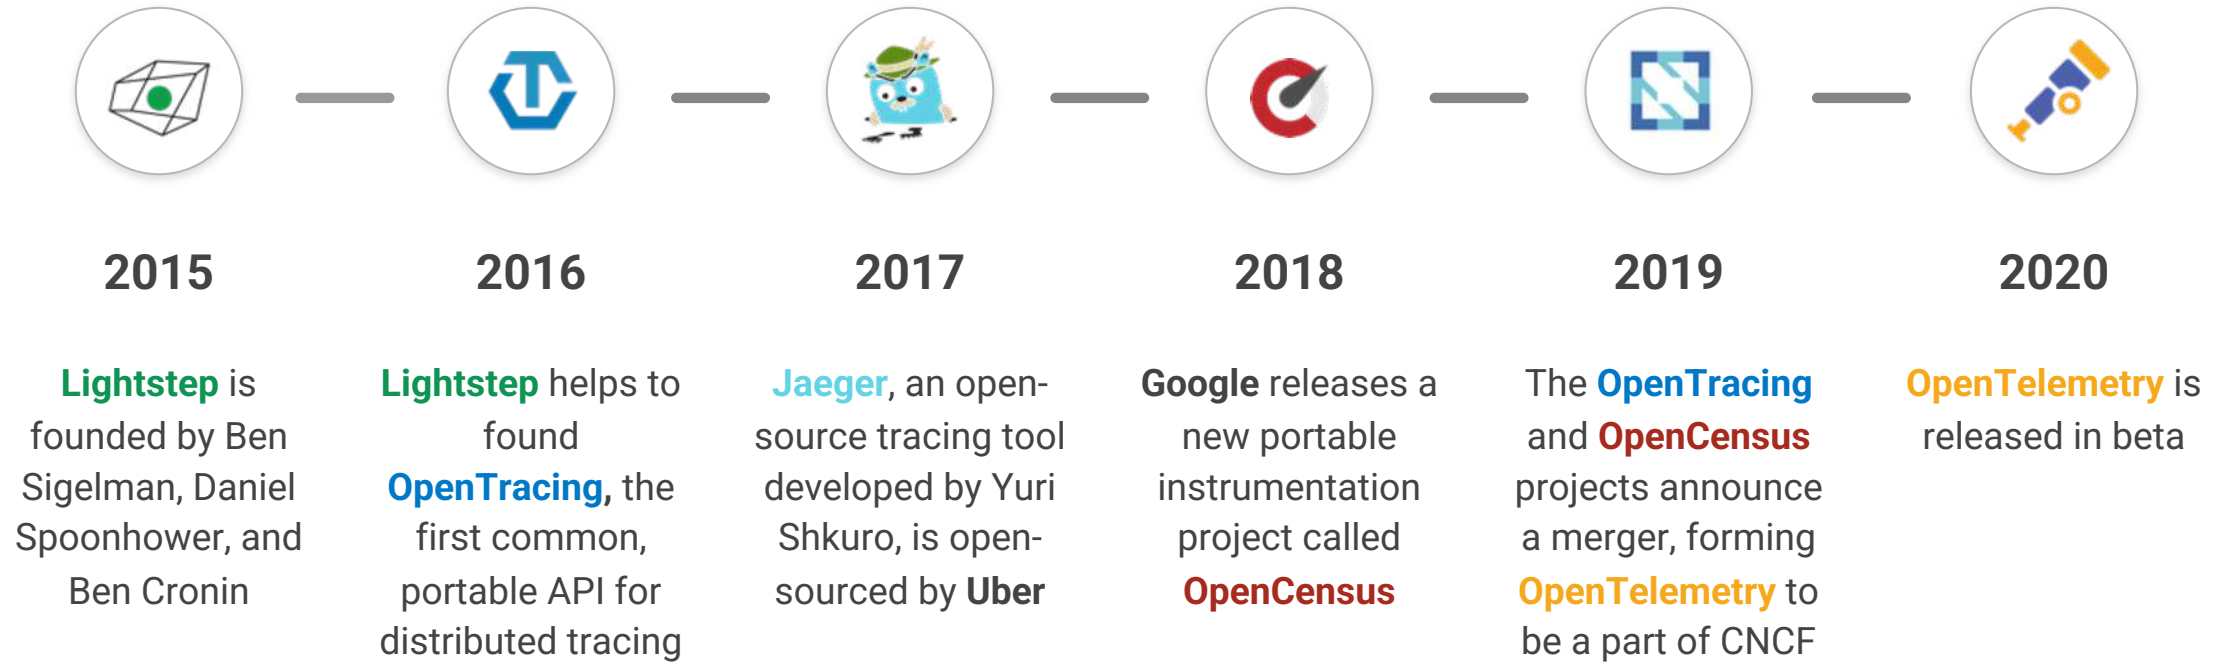 2015
Lightstep is
founded by Ben
Sigelman, Daniel
Spoonhower, and
Ben Cronin
2016
Lightstep helps to
found
OpenTracing, the
first common,
portable API for
distributed tracing
2017
Jaeger, an open-
source tracing tool
developed by Yuri
Shkuro, is open-
sourced by Uber
2018
Google releases a
new portable
instrumentation
project called
OpenCensus
2019
The OpenTracing
and OpenCensus
projects announce
a merger, forming
OpenTelemetry to
be a part of CNCF
2020
OpenTelemetry is
released in beta